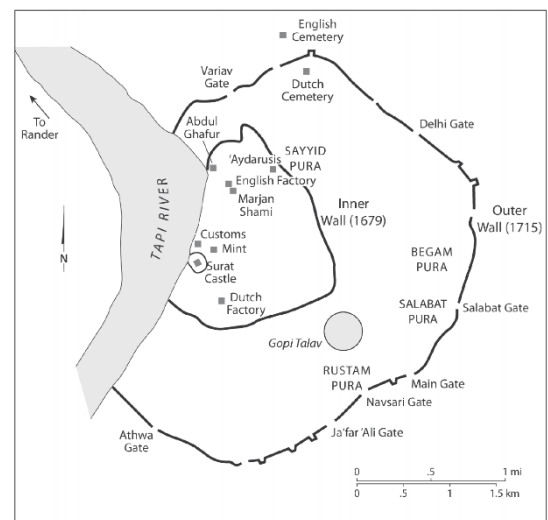 English
Cemetery
Variav
Gate
Dutch
Cemetery
To
Rander
Abdul
Ghafur
Delhi Gate
'Aydarusis
SAYYID
PURA
English Factory
Marjan
Shami
Inner
Wall (1679)
Outer
Wall (1715)
TAPI RIVER
N
Customs
Mint
Surat
Castle
BEGAM
PURA
Dutch
Factory
SALABAT
PURA
Salabat Gate
Gopi Talav
RUSTAM
PURA
Main Gate
Navsari Gate
Athwa
Gate
Ja'far 'Ali Gate
0 .5 1 mi
0 .5 1 1.5 km